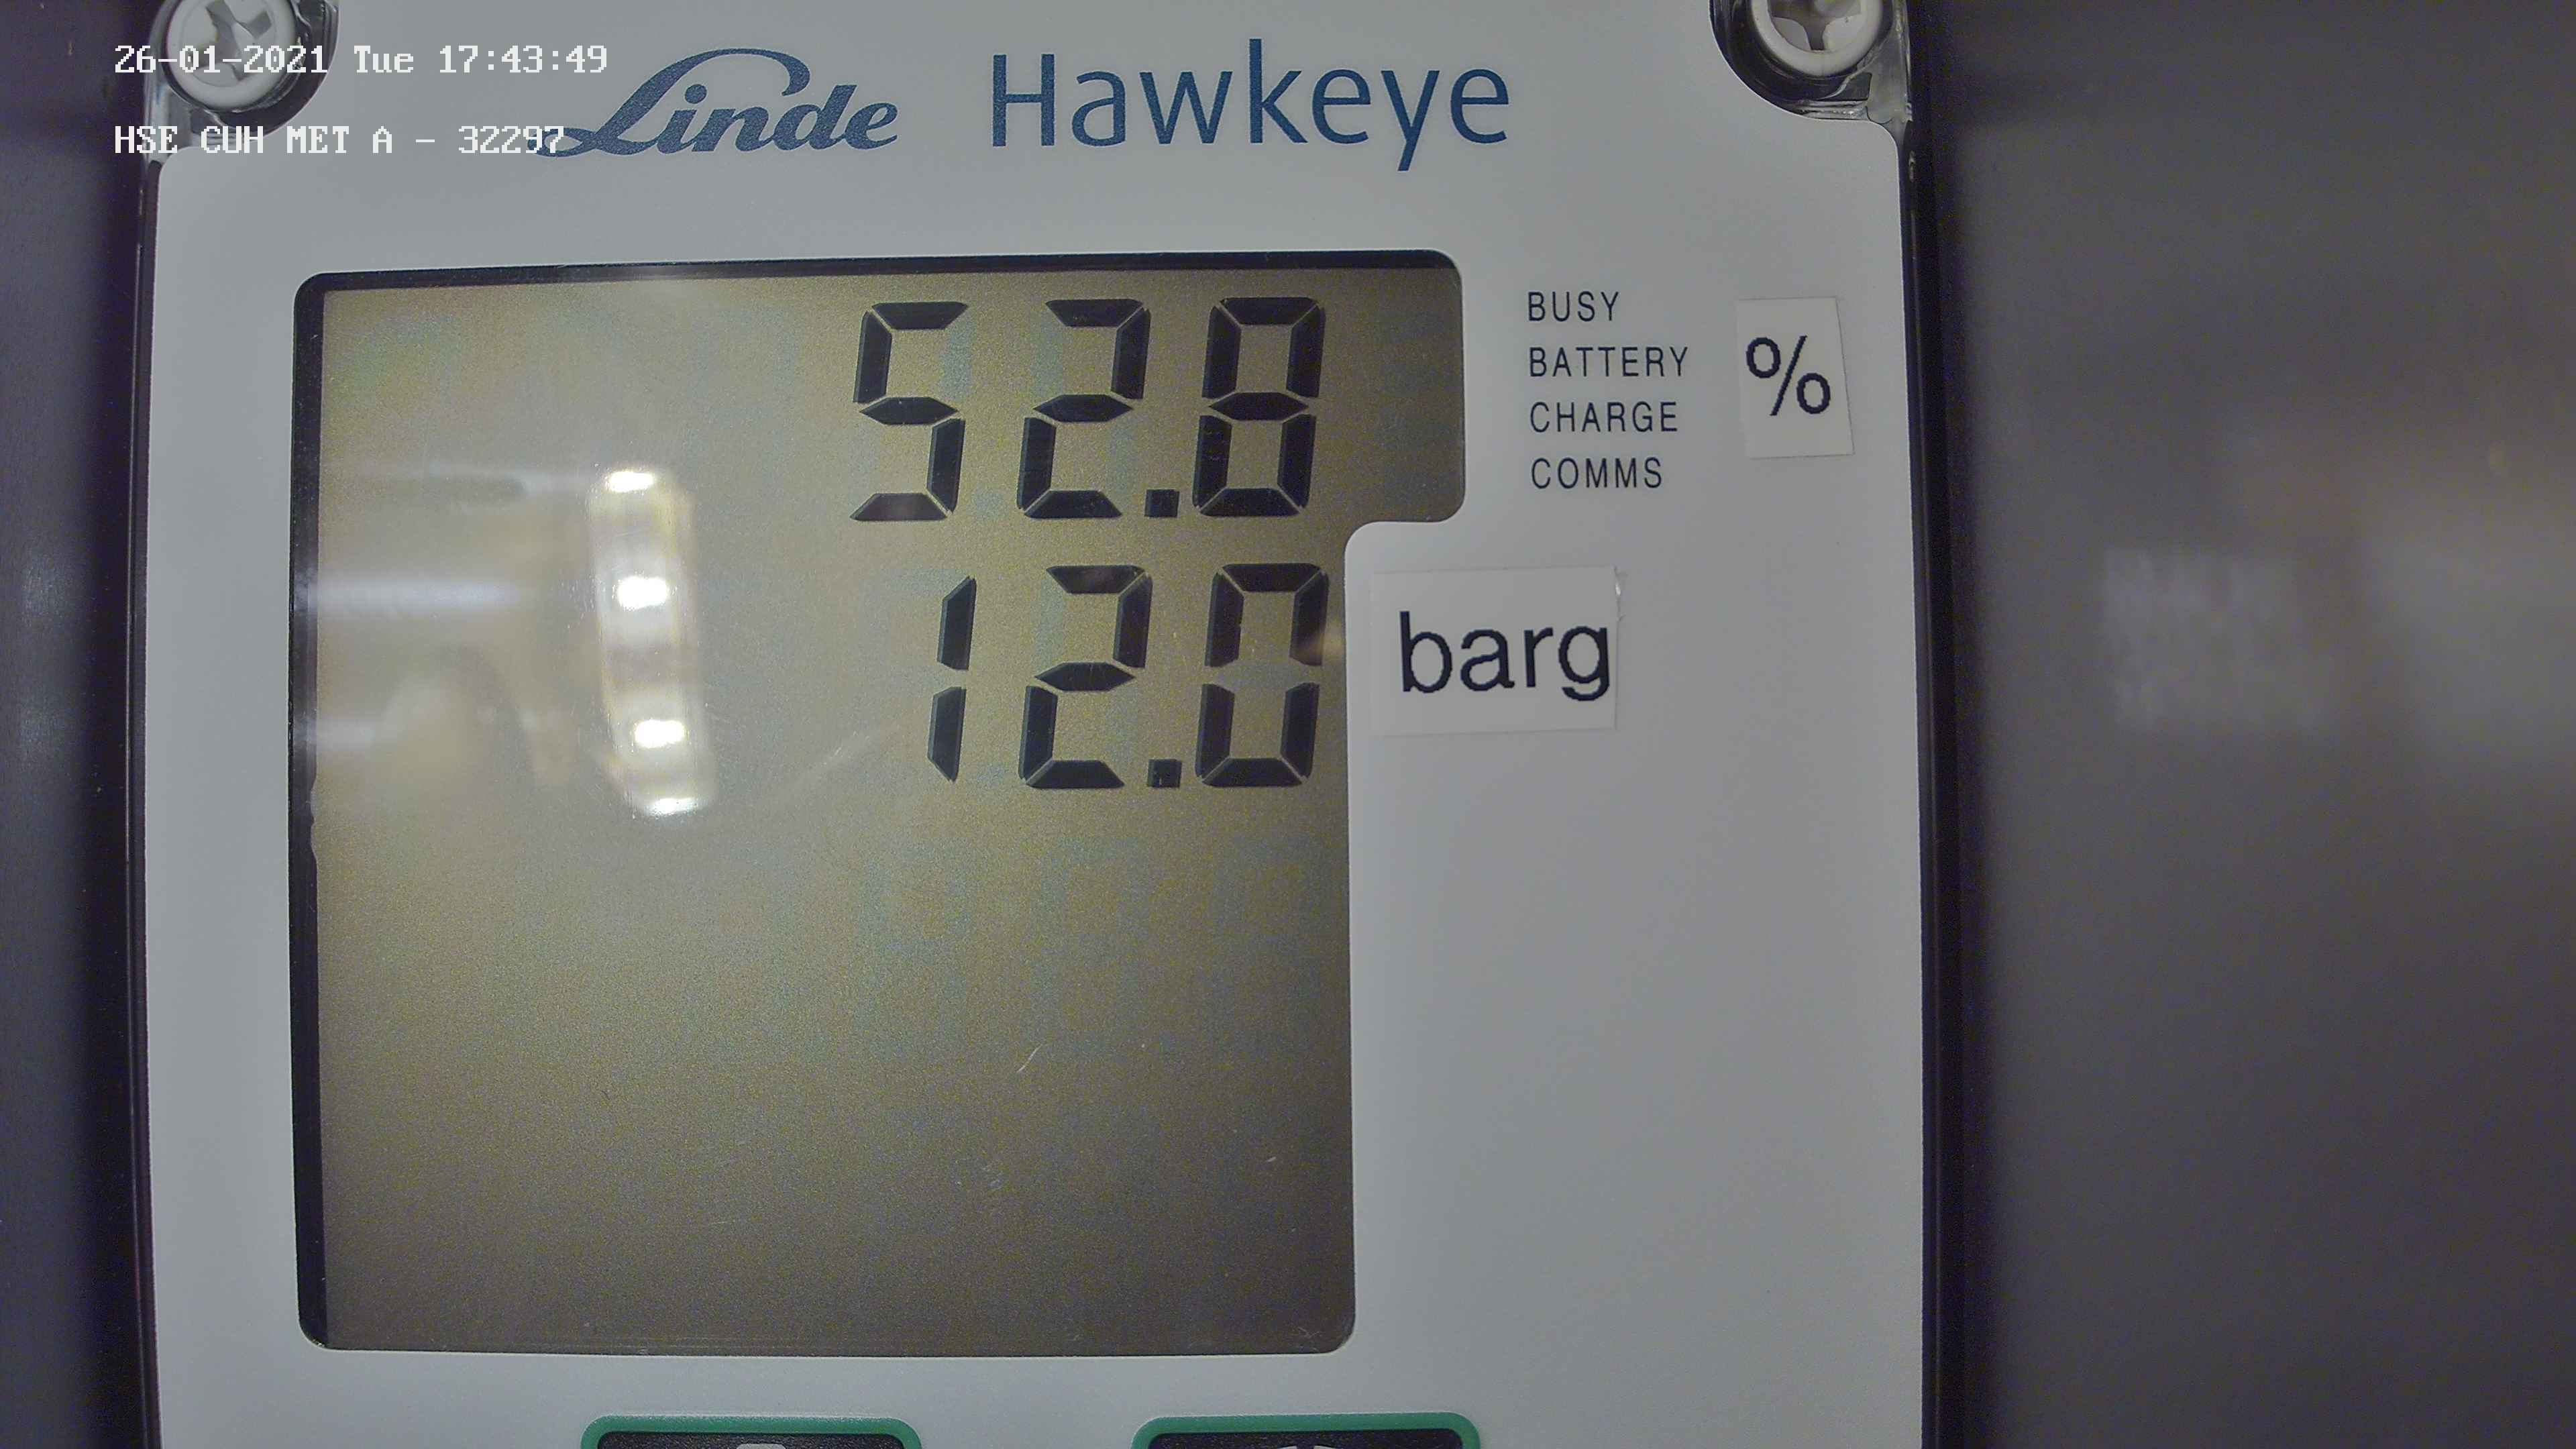 26-01-2021 Tue 17:43:49
Linde Hawkeye
HSE CUH MET A - 32297
52.8
BUSY
BATTERY
CHARGE
COMMS
%
12.0
barg